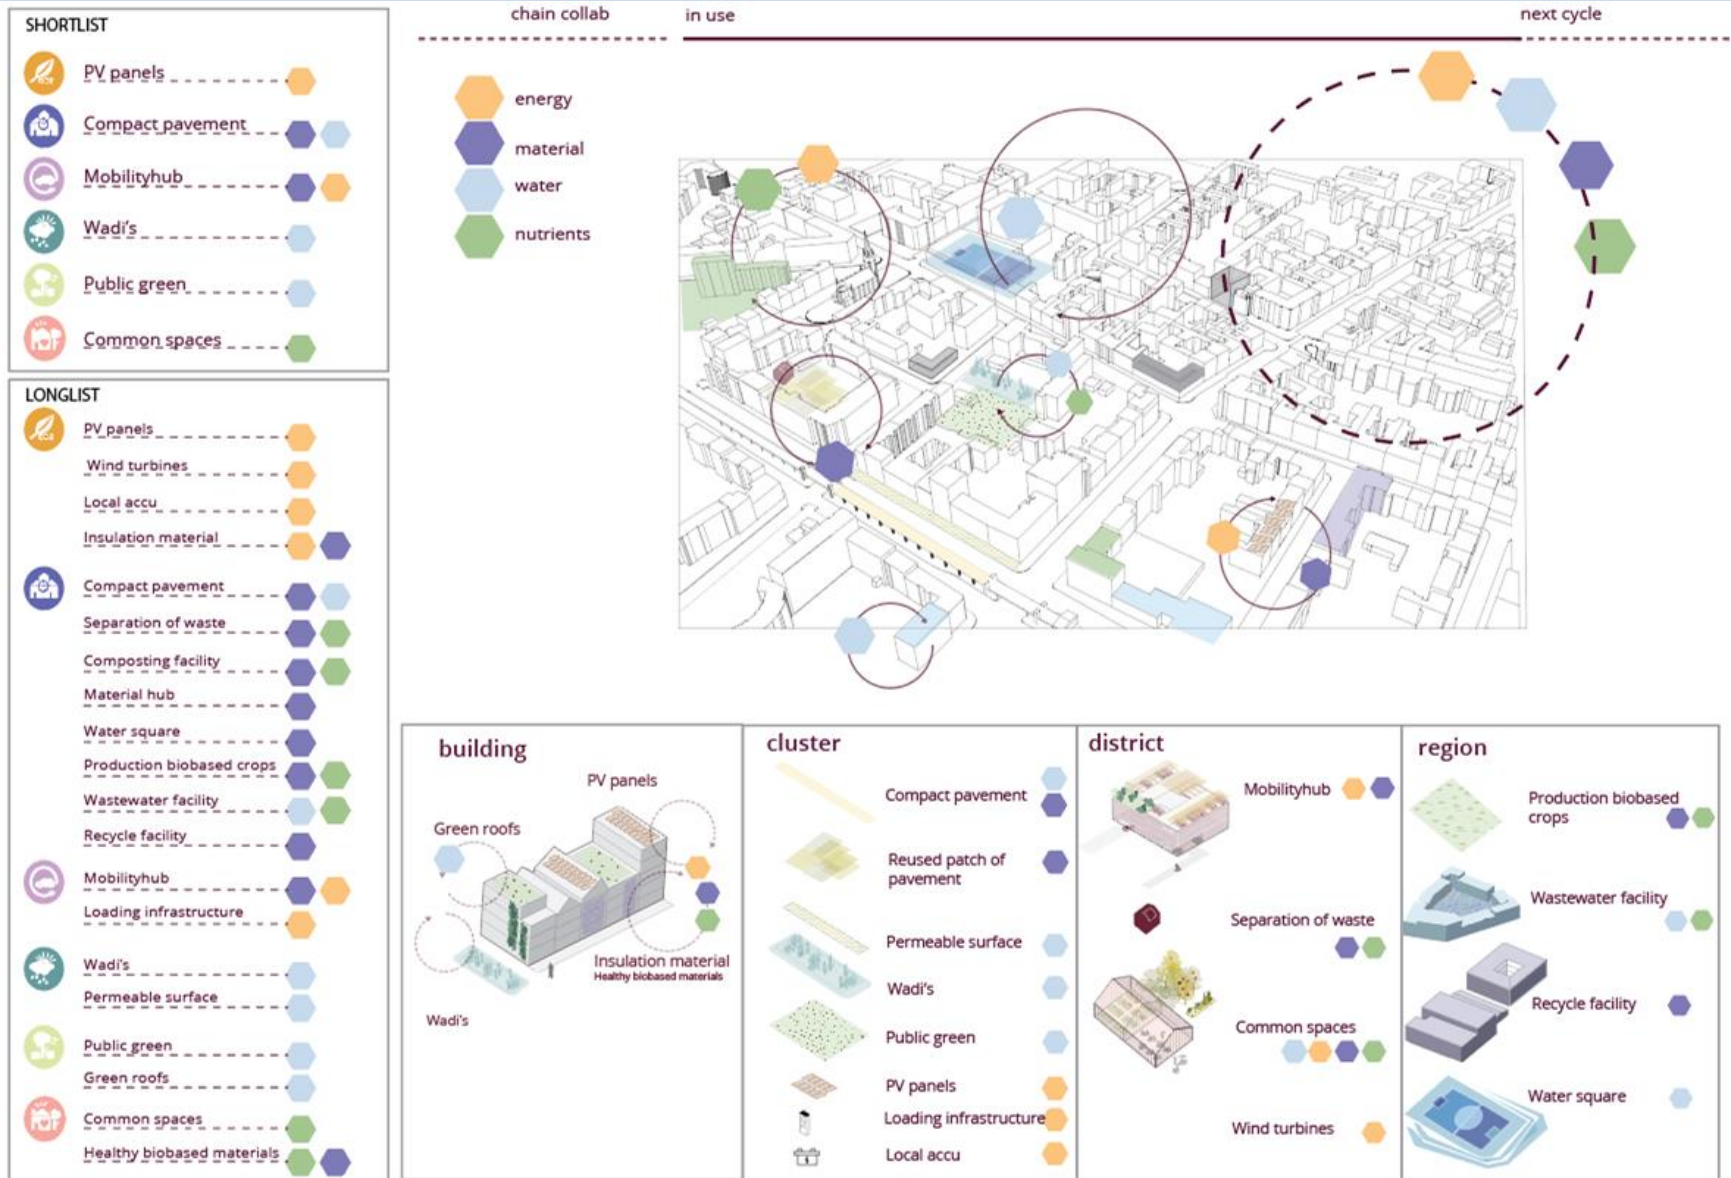 SHORTLIST
PV panels
Compact pavement
Mobilityhub
Wadi's
Public green
Common spaces
LONGLIST
PV panels
Wind turbines
Local accu
Insulation material
Compact pavement
Separation of waste
Composting facility
Material hub
Water square
Production biobased crops
Wastewater facility
Recycle facility
Mobilityhub
Loading infrastructure
Wadi's
Permeable surface
Public green
Green roofs
Common spaces
Healthy biobased materials
chain collab
in use
next cycle
energy
material
water
nutrients
building
PV panels
Green roofs
Insulation material
Healthy biobased materials
Wadi's
cluster
Compact pavement
Reused patch of
pavement
Permeable surface
Wadi's
Public green
PV panels
Loading infrastructure
Local accu
district
Mobilityhub
Separation of waste
Common spaces
Wind turbines
region
Production biobased
crops
Wastewater facility
Recycle facility
Water square